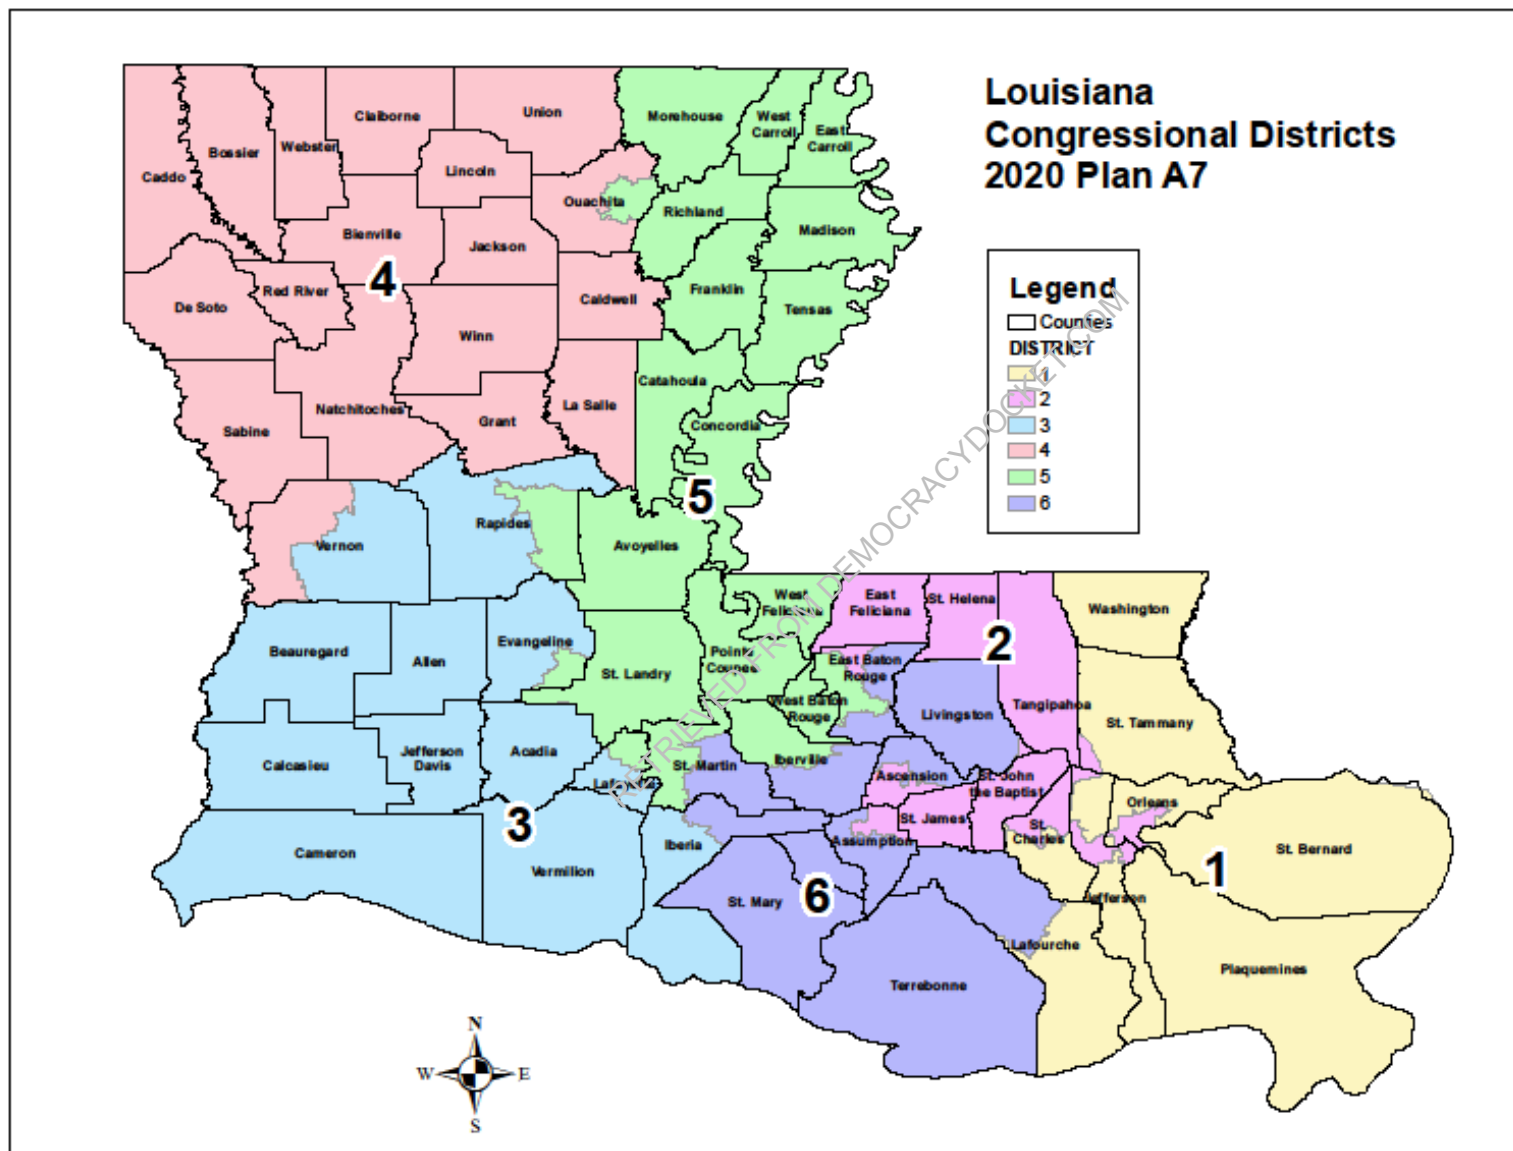 Louisiana
Congressional Districts
2020 Plan A7
Legend
Counties
DISTRICT
1
2
3
4
5
6
RETRIEVED FROM DEMOCRACYDOCKET.COM
Caddo
Bossier
Webster
Claiborne
Union
Lincoln
Ouachita
Morehouse
West
Carroll
East
Carroll
Richland
Madison
Bienville
Jackson
4
De Soto
Red River
Caldwell
Franklin
Tensas
Winn
Catahoula
Natchitoches
Grant
La Salle
Concordia
Sabine
5
Vernon
Rapides
Avoyelles
Beauregard
Allen
Evangeline
St. Landry
Pointe
Coupee
West
Feliciana
East
Feliciana
St. Helena
2
Washington
East Baton
Rouge
West Baton
Rouge
Livingston
Tangipahoa
St. Tammany
Calcasieu
Jefferson
Davis
Acadia
Lafayette
St. Martin
Iberville
Ascension
St. John
the Baptist
Orleans
3
Cameron
Vermilion
Iberia
Assumption
St. James
St.
Charles
St. Bernard
1
St. Mary
6
Jefferson
Lafourche
Terrebonne
Plaquemines
N
W
E
S